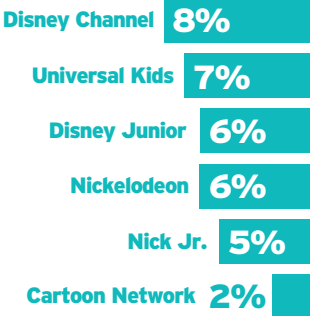 Disney Channel 8%
Universal Kids 7%
Disney Junior 6%
Nickelodeon 6%
Nick Jr. 5%
Cartoon Network 2%